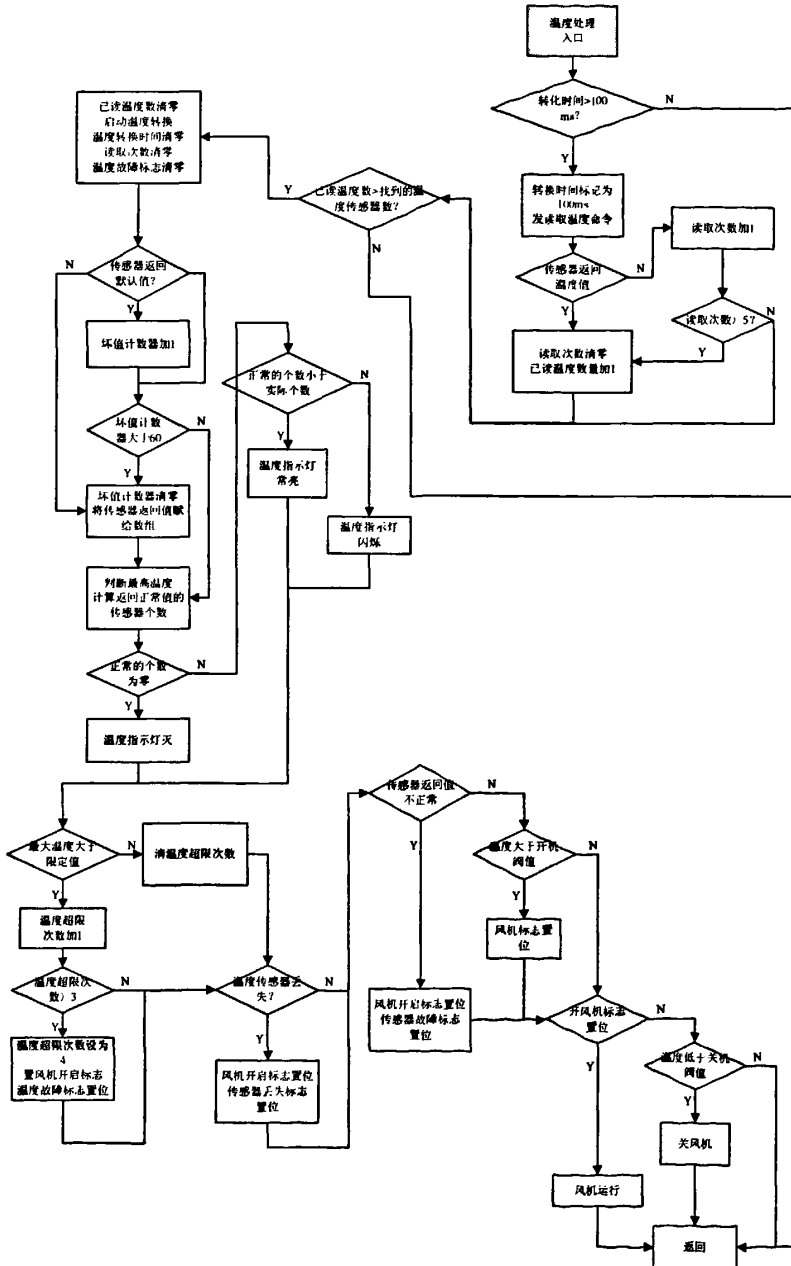 温度处理
入口
转化时间>100
ms?
N
Y
转换时间标记为
100ms
发读取温度命令
传感器返回
温度值
N
Y
读取次数加1
读取次数> 5?
N
Y
读取次数清零
已读温度数量加1
已读温度数>找到的温
度传感器数?
Y
N
已读温度数清零
启动温度转换
温度转换时间清零
读取次数清零
温度故障标志清零
传感器返回
默认值?
N
Y
坏值计数器加1
坏值计数
器大于60
N
Y
坏值计数器清零
将传感器返回值赋
给数组
判断最高温度
计算返回正常值的
传感器个数
正常的个数
为零
N
Y
温度指示灯灭
正常的个数小于
实际个数
N
Y
温度指示灯
常亮
温度指示灯
闪烁
最大温度大于
限定值
N
Y
清温度超限次数
温度超限
次数加1
温度超限次
数> 3
N
Y
温度超限次数设为
4
置风机开启标志
温度故障标志置位
温度传感器丢
失?
N
Y
风机开启标志置位
传感器丢失标志
置位
传感器返回值
不正常
N
Y
温度大于开机
阀值
N
Y
风机标志置
位
风机开启标志置位
传感器故障标志
置位
开风机标志
置位
N
Y
温度低于关机
阀值
N
Y
关风机
风机运行
返回